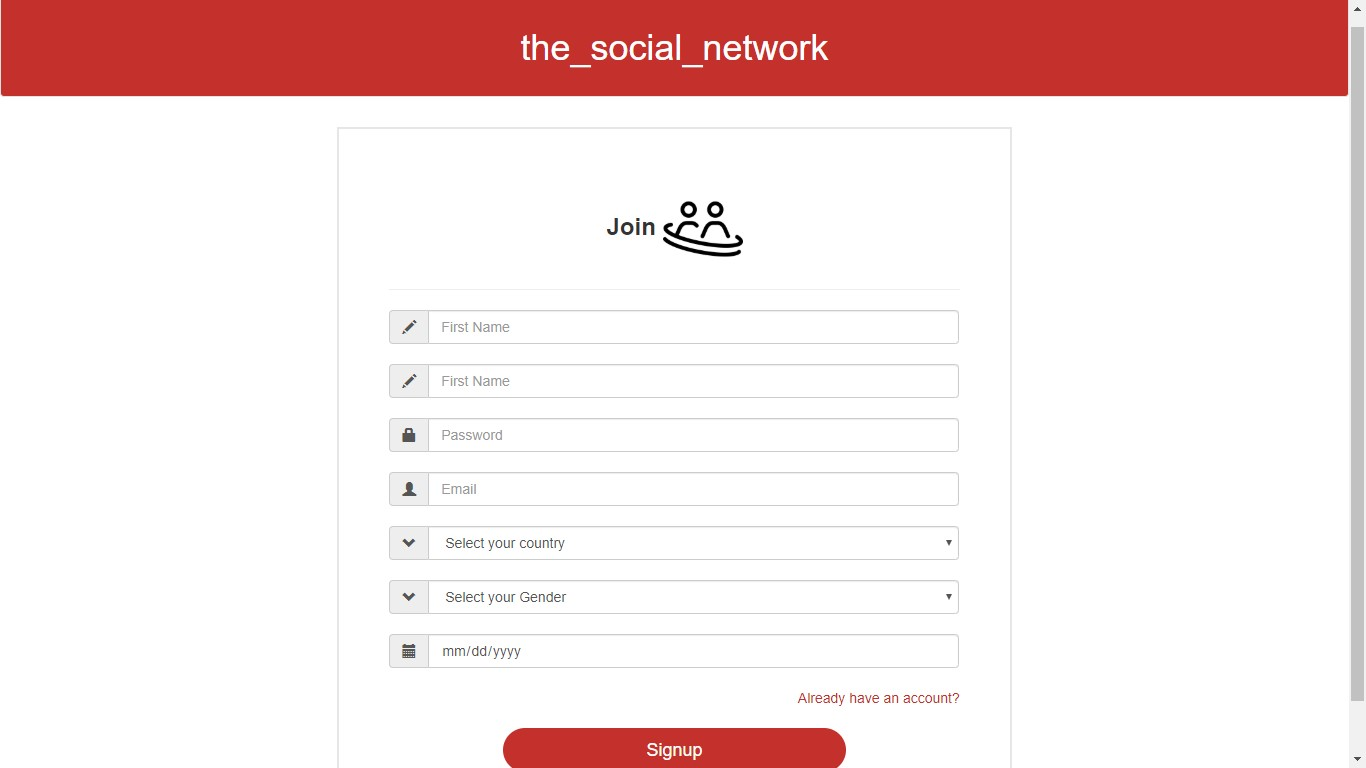 the_social_network
Join
First Name
First Name
Password
Email
Select your country
Select your Gender
mm/dd/yyyy
Already have an account?
Signup